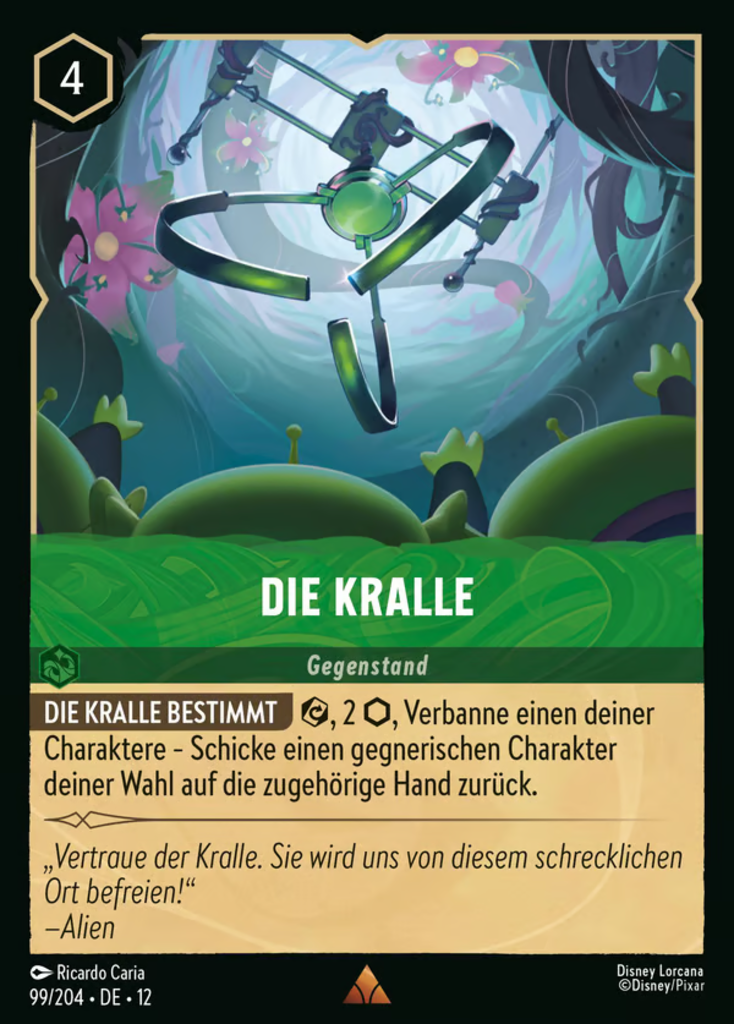 4
DIE KRALLE
Gegenstand
DIE KRALLE BESTIMMT , 2 , Verbanne einen deiner
Charaktere – Schicke einen gegnerischen Charakter
deiner Wahl auf die zugehörige Hand zurück.
„Vertraue der Kralle. Sie wird uns von diesem schrecklichen
Ort befreien!“
—Alien
Ricardo Caria
99/204 • DE • 12
Disney Lorcana
©Disney/Pixar